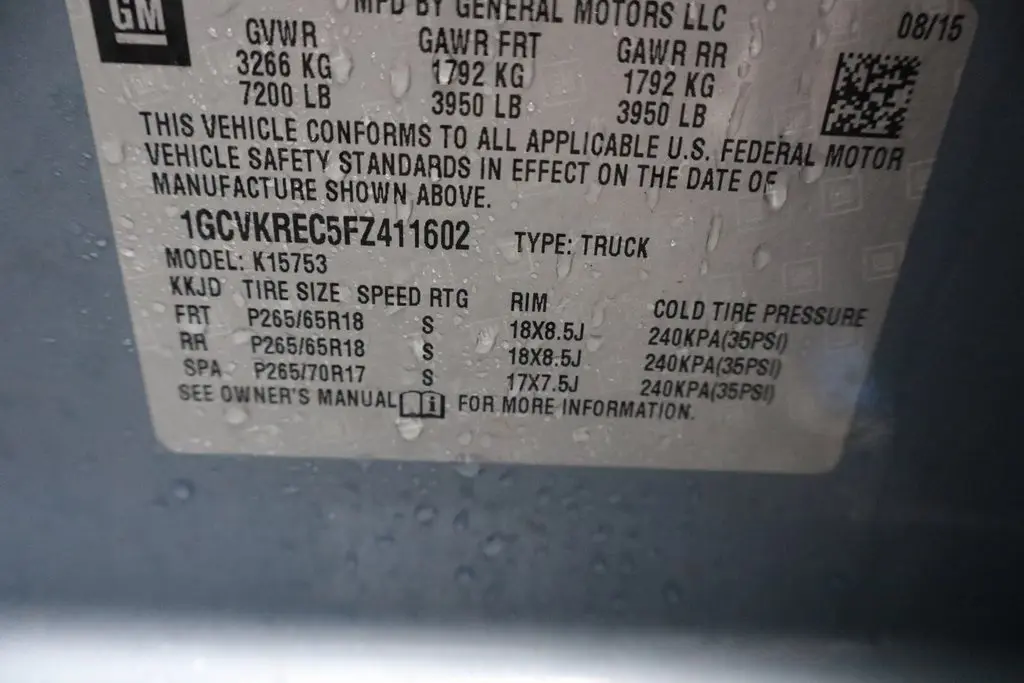 GM
MFD BY GENERAL MOTORS LLC
08/15
GVWR GAWR FRT GAWR RR
3266 KG 1792 KG 1792 KG
7200 LB 3950 LB 3950 LB
THIS VEHICLE CONFORMS TO ALL APPLICABLE U.S. FEDERAL MOTOR
VEHICLE SAFETY STANDARDS IN EFFECT ON THE DATE OF
MANUFACTURE SHOWN ABOVE.
1GCVKREC5FZ411602 TYPE: TRUCK
MODEL: K15753
KKJD TIRE SIZE SPEED RTG RIM COLD TIRE PRESSURE
FRT P265/65R18 S 18X8.5J 240KPA(35PSI)
RR P265/65R18 S 18X8.5J 240KPA(35PSI)
SPA P265/70R17 S 17X7.5J 240KPA(35PSI)
SEE OWNER'S MANUAL i FOR MORE INFORMATION.